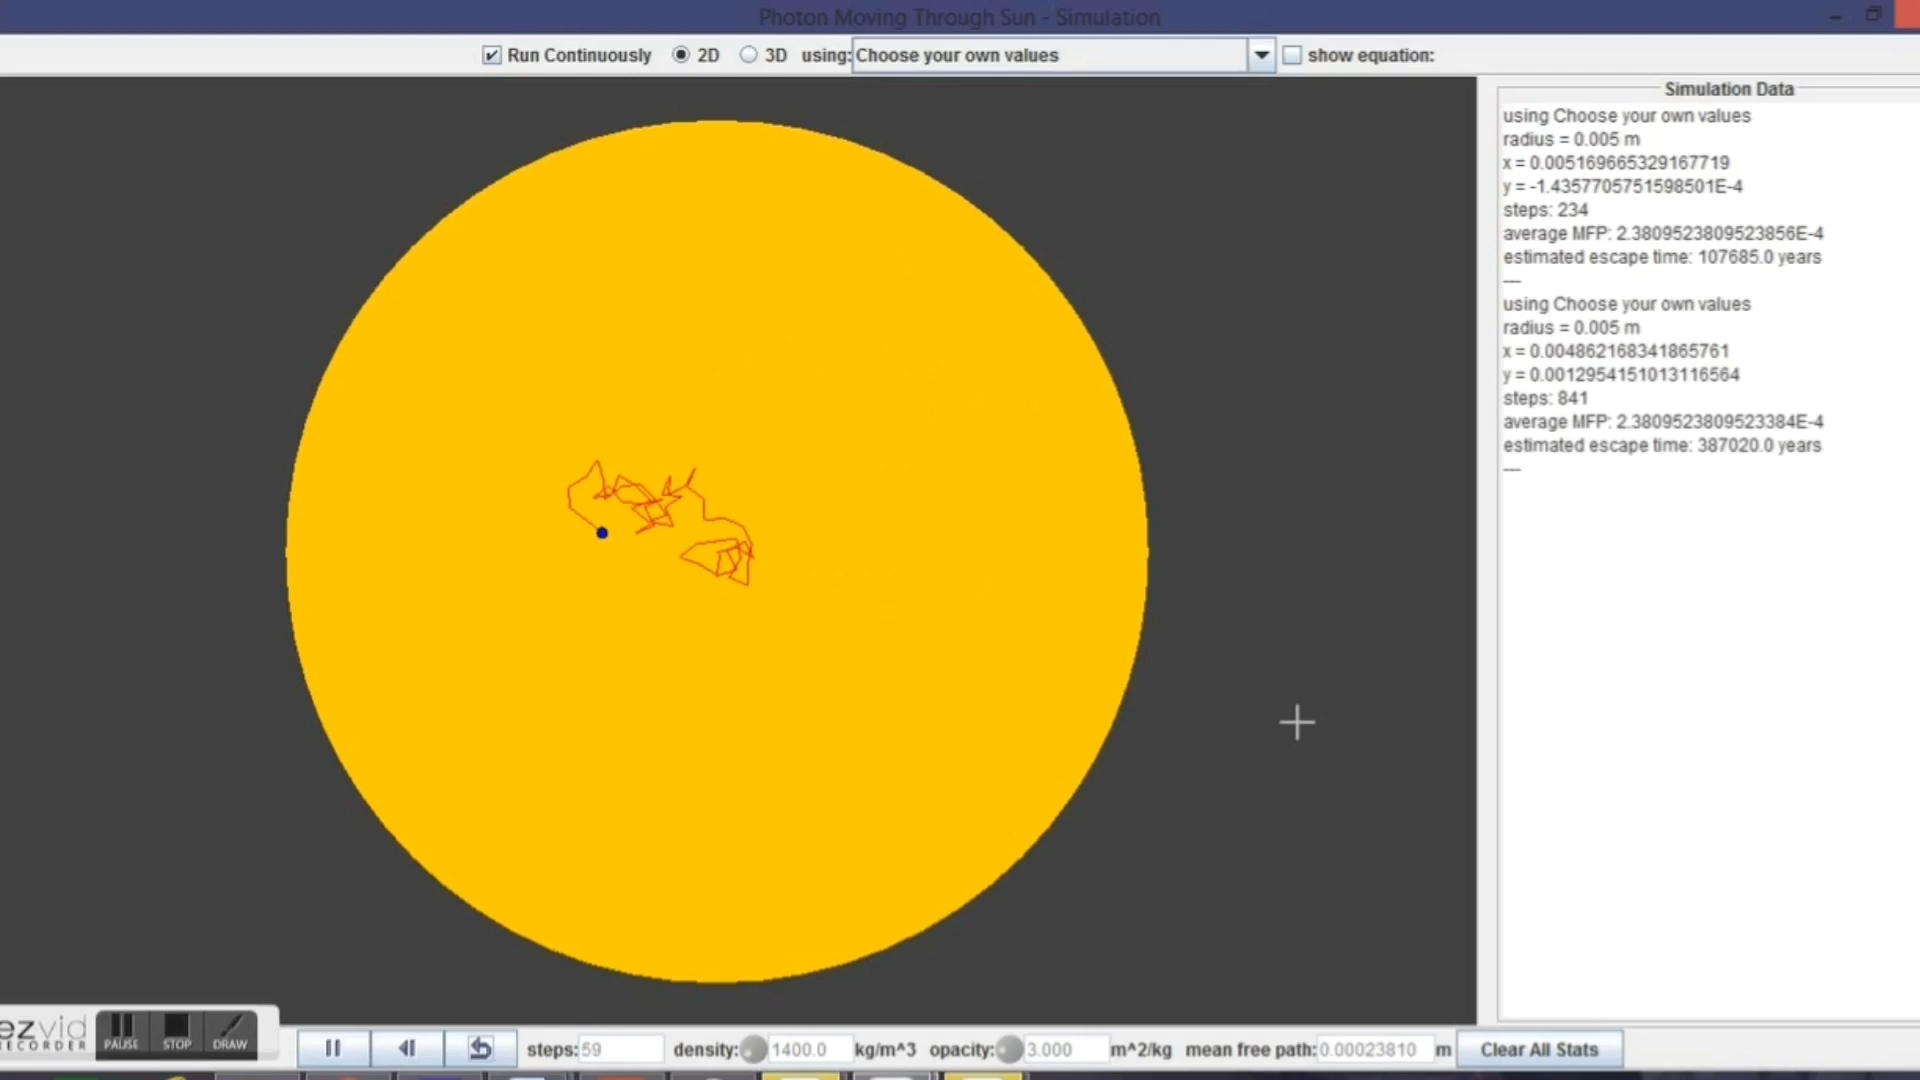 Photon Moving Through Sun - Simulation
Run Continuously 2D 3D using: Choose your own values show equation:
Simulation Data
using Choose your own values
radius = 0.005 m
x = 0.005169665329167719
y = -1.4357705751598501E-4
steps: 234
average MFP: 2.3809523809523856E-4
estimated escape time: 107685.0 years
---
using Choose your own values
radius = 0.005 m
x = 0.004862168341865761
y = 0.0012954151013116564
steps: 841
average MFP: 2.3809523809523384E-4
estimated escape time: 387020.0 years
---
ezvid
RECORDER
PAUSE STOP DRAW
steps: 59 density: 1400.0 kg/m^3 opacity: 3.000 m^2/kg mean free path: 0.00023810 m Clear All Stats